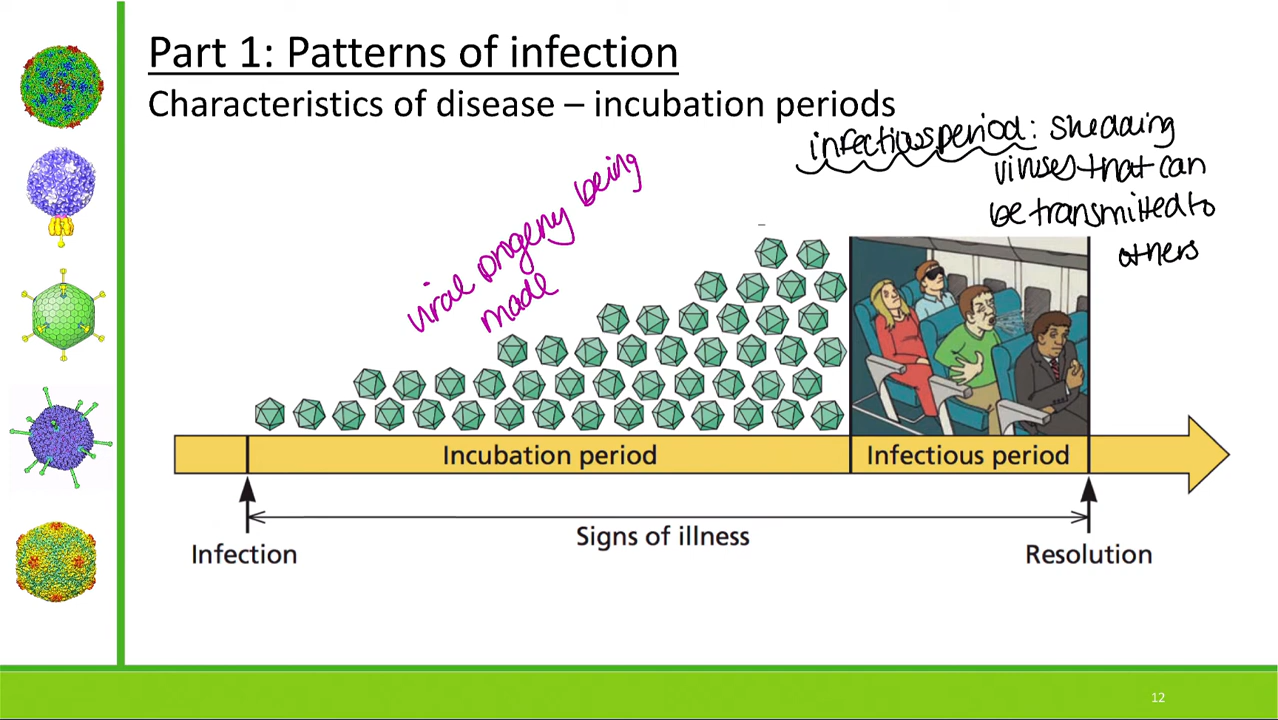 Part 1: Patterns of infection
Characteristics of disease – incubation periods
infectious period: shedding
viruses that can
be transmitted to
others
viral progeny being
made
Incubation period
Infectious period
Signs of illness
Infection
Resolution
12